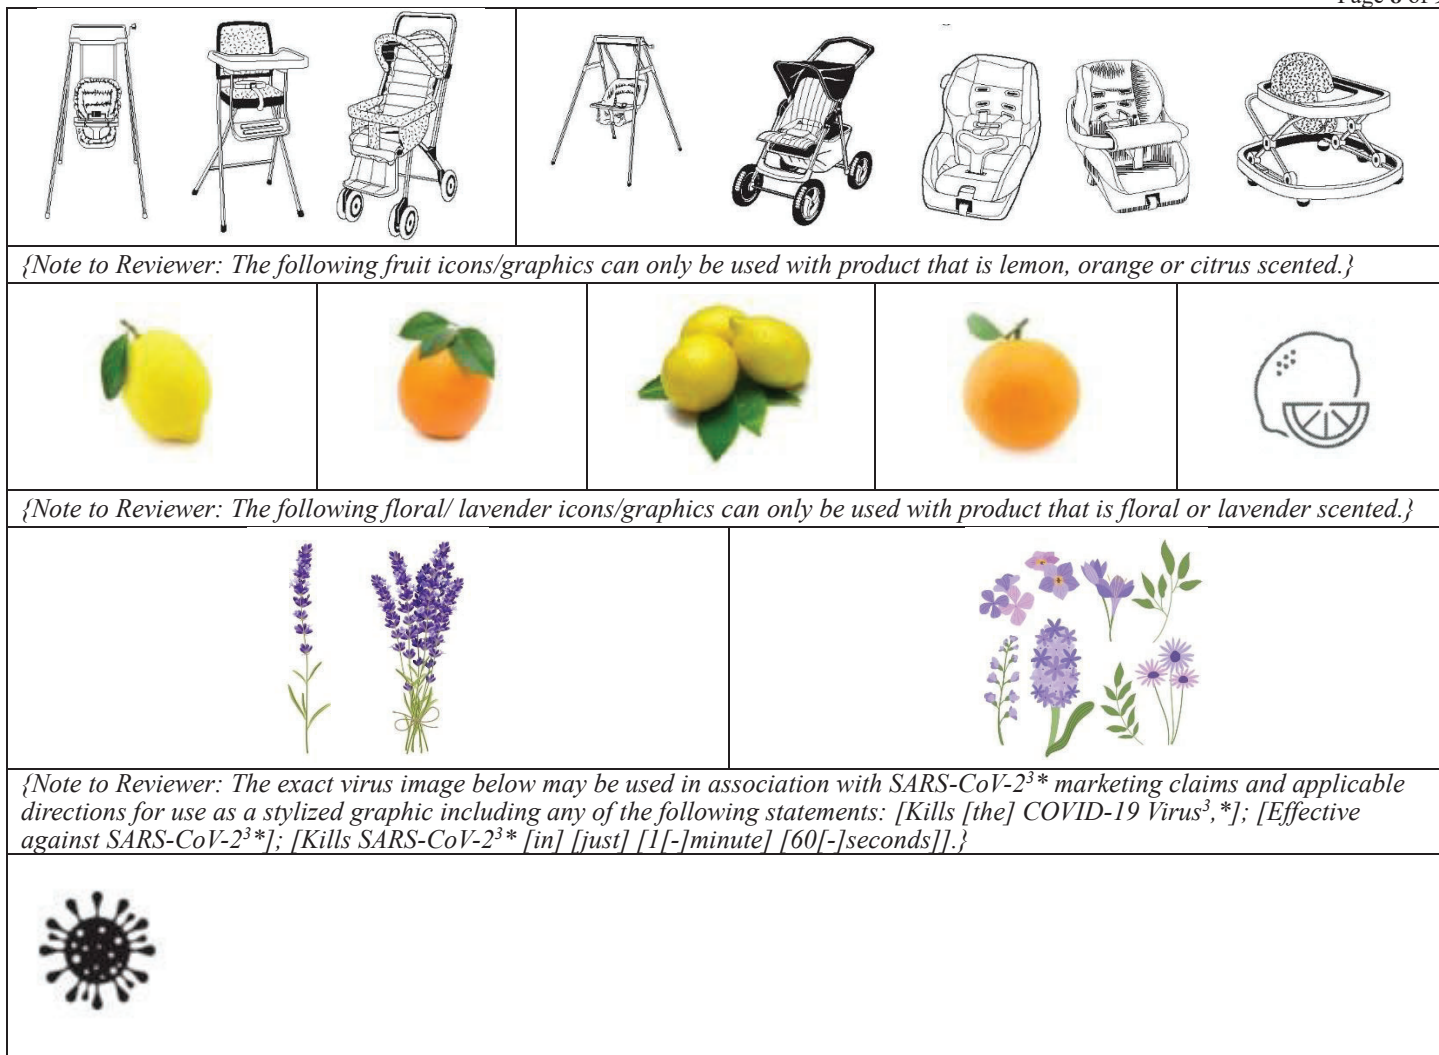 {Note to Reviewer: The following fruit icons/graphics can only be used with product that is lemon, orange or citrus scented.}
{Note to Reviewer: The following floral/ lavender icons/graphics can only be used with product that is floral or lavender scented.}
{Note to Reviewer: The exact virus image below may be used in association with SARS-CoV-2³* marketing claims and applicable
directions for use as a stylized graphic including any of the following statements: [Kills [the] COVID-19 Virus³,*]; [Effective
against SARS-CoV-2³*]; [Kills SARS-CoV-2³* [in] [just] [1[-]minute] [60[-]seconds]].}